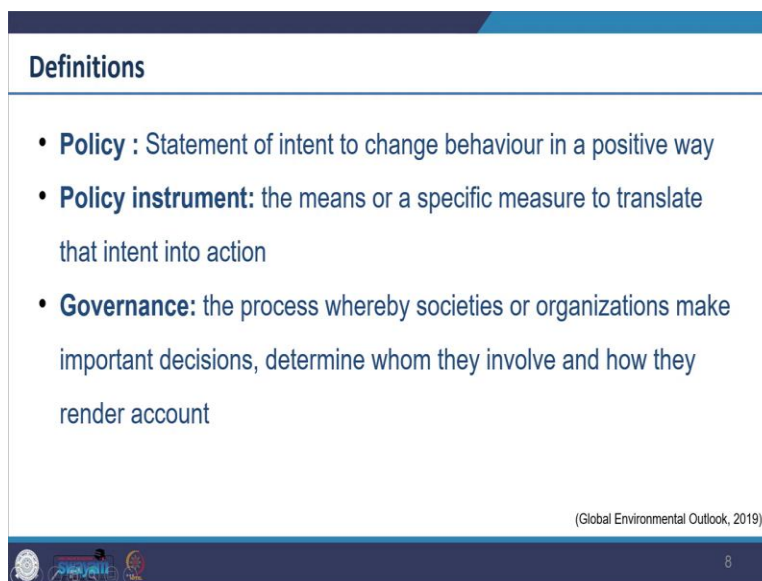 Definitions
• Policy : Statement of intent to change behaviour in a positive way
• Policy instrument: the means or a specific measure to translate
that intent into action
• Governance: the process whereby societies or organizations make
important decisions, determine whom they involve and how they
render account
(Global Environmental Outlook, 2019)
swayam
8